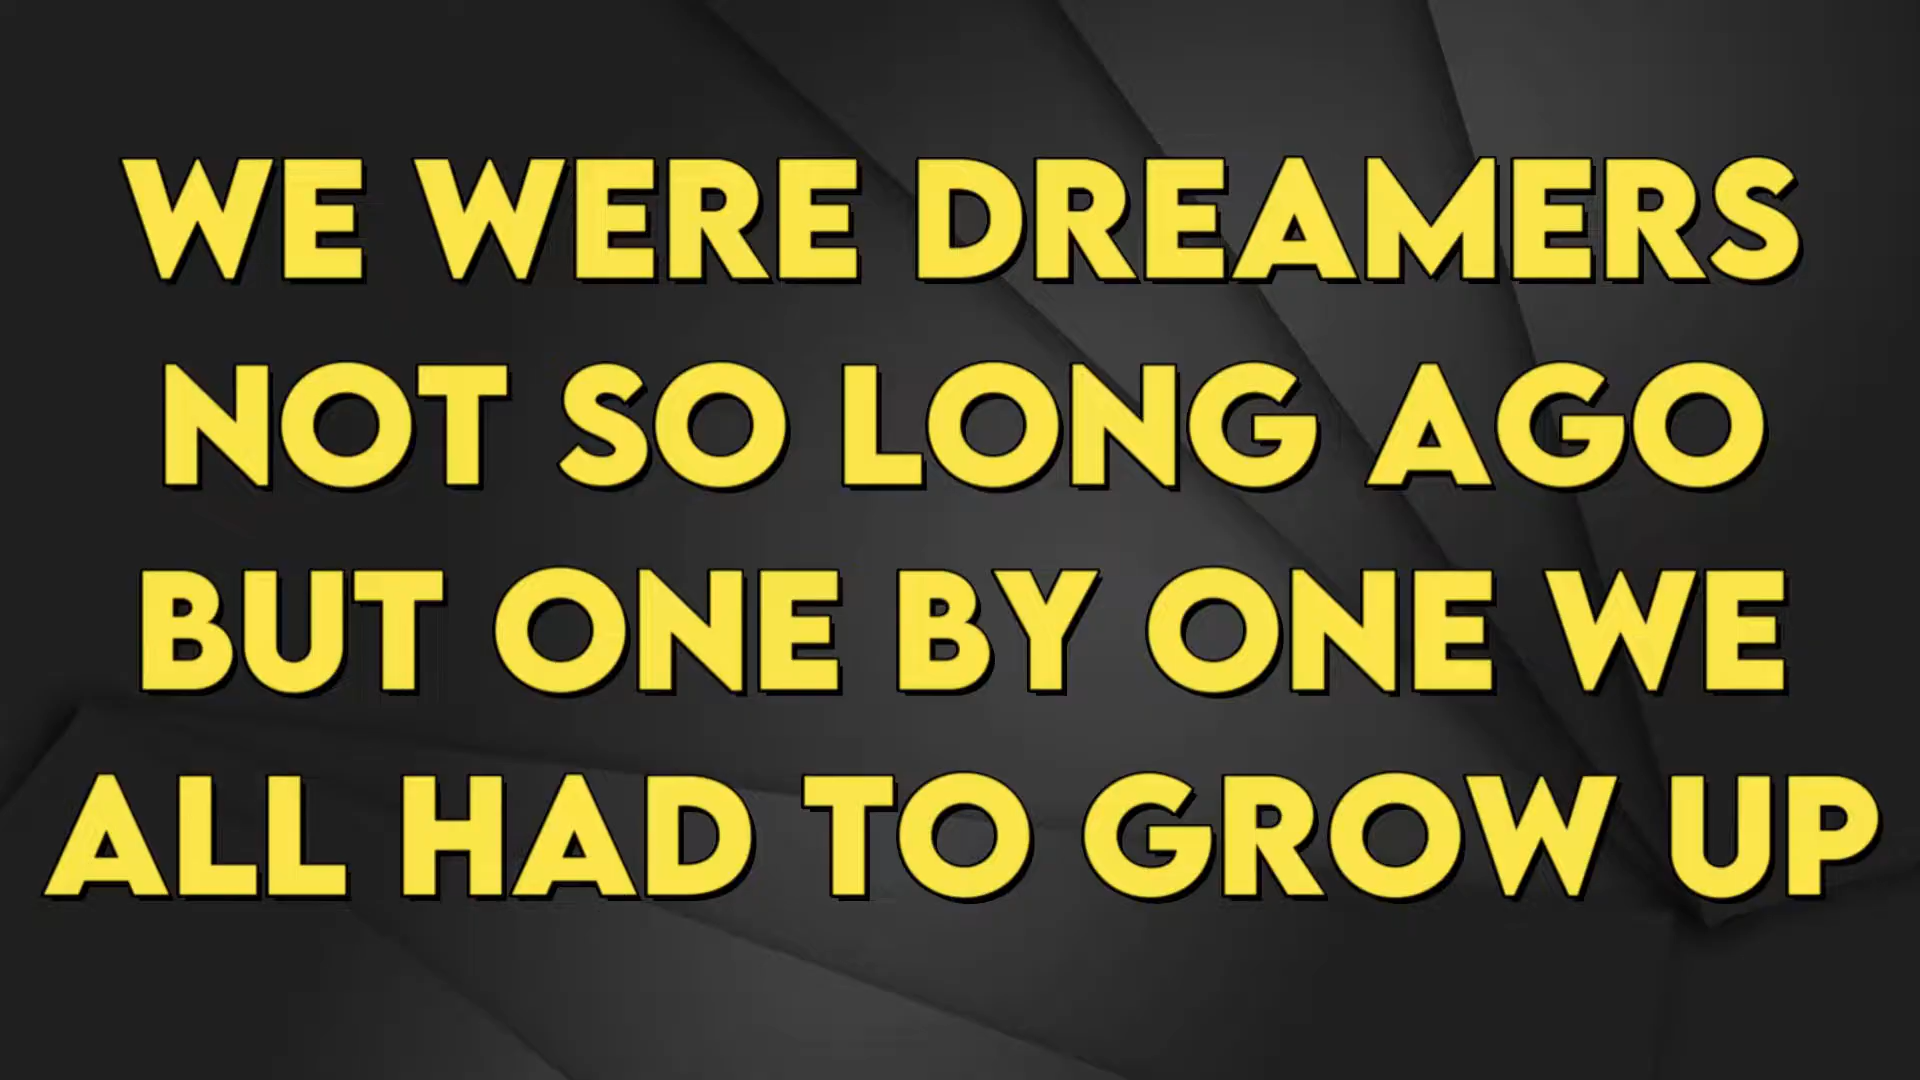 WE WERE DREAMERS
NOT SO LONG AGO
BUT ONE BY ONE WE
ALL HAD TO GROW UP